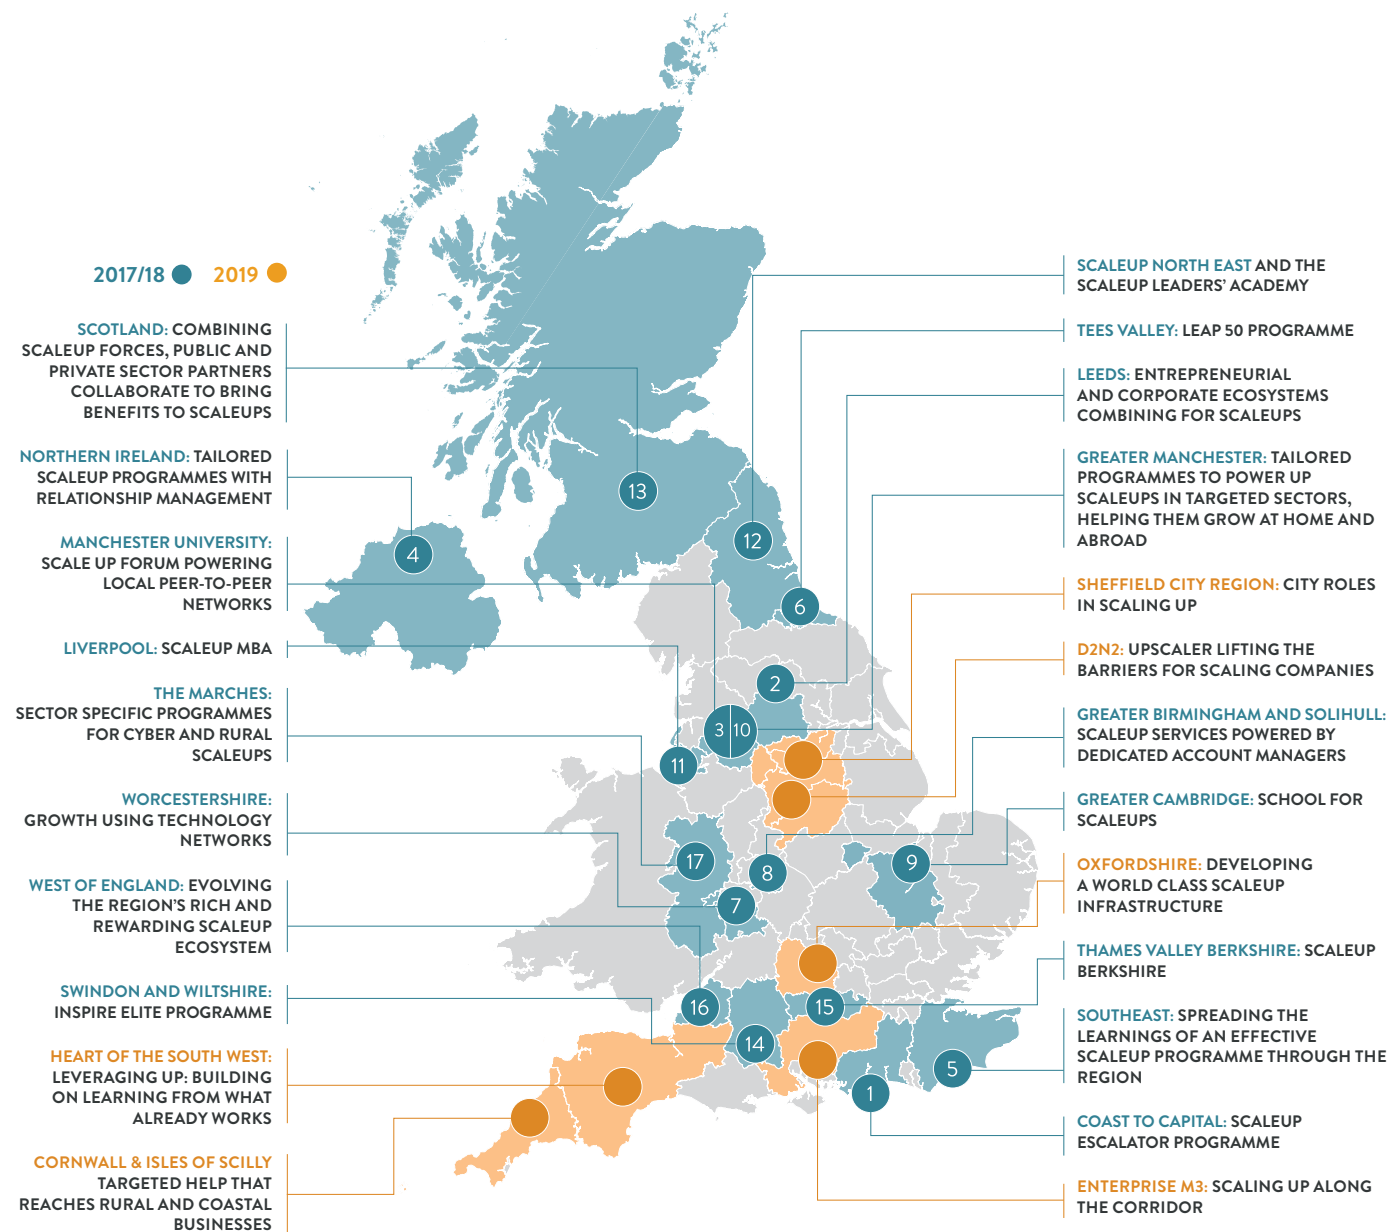 2017/18
2019
SCOTLAND: COMBINING
SCALEUP FORCES, PUBLIC AND
PRIVATE SECTOR PARTNERS
COLLABORATE TO BRING
BENEFITS TO SCALEUPS
NORTHERN IRELAND: TAILORED
SCALEUP PROGRAMMES WITH
RELATIONSHIP MANAGEMENT
MANCHESTER UNIVERSITY:
SCALE UP FORUM POWERING
LOCAL PEER-TO-PEER
NETWORKS
LIVERPOOL: SCALEUP MBA
THE MARCHES:
SECTOR SPECIFIC PROGRAMMES
FOR CYBER AND RURAL
SCALEUPS
WORCESTERSHIRE:
GROWTH USING TECHNOLOGY
NETWORKS
WEST OF ENGLAND: EVOLVING
THE REGION'S RICH AND
REWARDING SCALEUP
ECOSYSTEM
SWINDON AND WILTSHIRE:
INSPIRE ELITE PROGRAMME
HEART OF THE SOUTH WEST:
LEVERAGING UP: BUILDING
ON LEARNING FROM WHAT
ALREADY WORKS
CORNWALL & ISLES OF SCILLY
TARGETED HELP THAT
REACHES RURAL AND COASTAL
BUSINESSES
13
4
12
6
2
3
10
11
17
8
9
7
16
15
14
5
1
SCALEUP NORTH EAST AND THE
SCALEUP LEADERS' ACADEMY
TEES VALLEY: LEAP 50 PROGRAMME
LEEDS: ENTREPRENEURIAL
AND CORPORATE ECOSYSTEMS
COMBINING FOR SCALEUPS
GREATER MANCHESTER: TAILORED
PROGRAMMES TO POWER UP
SCALEUPS IN TARGETED SECTORS,
HELPING THEM GROW AT HOME AND
ABROAD
SHEFFIELD CITY REGION: CITY ROLES
IN SCALING UP
D2N2: UPSCALER LIFTING THE
BARRIERS FOR SCALING COMPANIES
GREATER BIRMINGHAM AND SOLIHULL:
SCALEUP SERVICES POWERED BY
DEDICATED ACCOUNT MANAGERS
GREATER CAMBRIDGE: SCHOOL FOR
SCALEUPS
OXFORDSHIRE: DEVELOPING
A WORLD CLASS SCALEUP
INFRASTRUCTURE
THAMES VALLEY BERKSHIRE: SCALEUP
BERKSHIRE
SOUTHEAST: SPREADING THE
LEARNINGS OF AN EFFECTIVE
SCALEUP PROGRAMME THROUGH THE
REGION
COAST TO CAPITAL: SCALEUP
ESCALATOR PROGRAMME
ENTERPRISE M3: SCALING UP ALONG
THE CORRIDOR